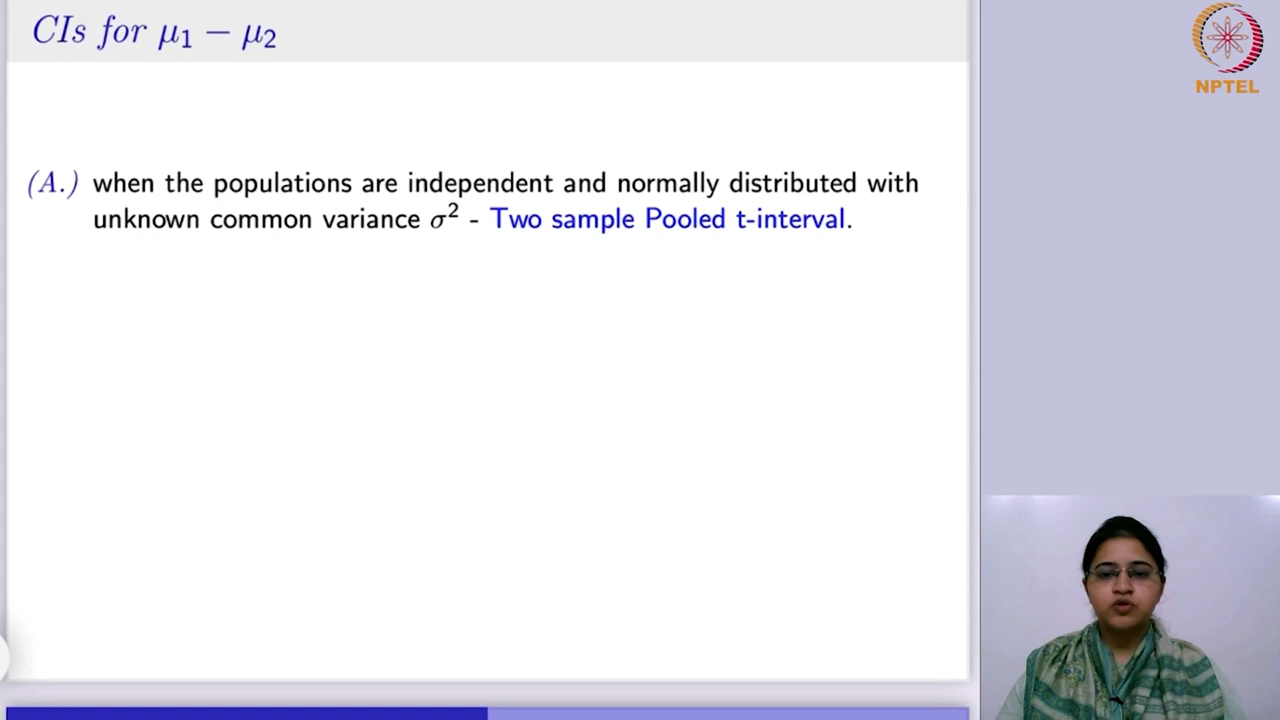 CIs for μ₁ − μ₂
NPTEL
(A.) when the populations are independent and normally distributed with
unknown common variance σ² - Two sample Pooled t-interval.